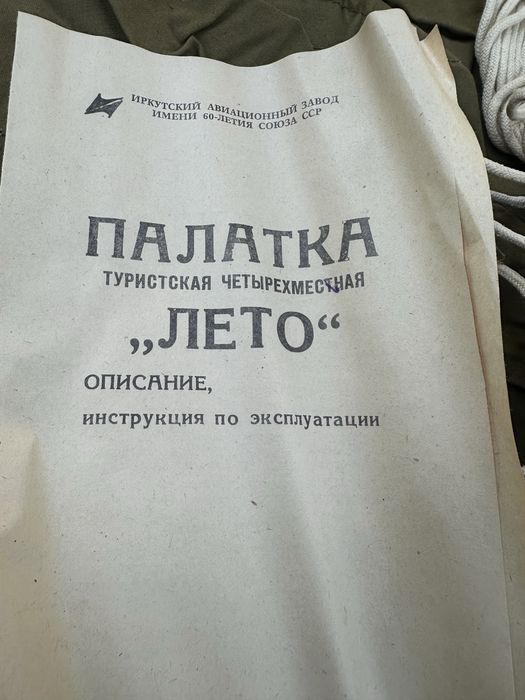 ИРКУТСКИЙ АВИАЦИОННЫЙ ЗАВОД
ИМЕНИ 60-ЛЕТИЯ СОЮЗА ССР
ПАЛАТКА
ТУРИСТСКАЯ ЧЕТЫРЕХМЕСТНАЯ
„ЛЕТО“
ОПИСАНИЕ,
инструкция по эксплуатации